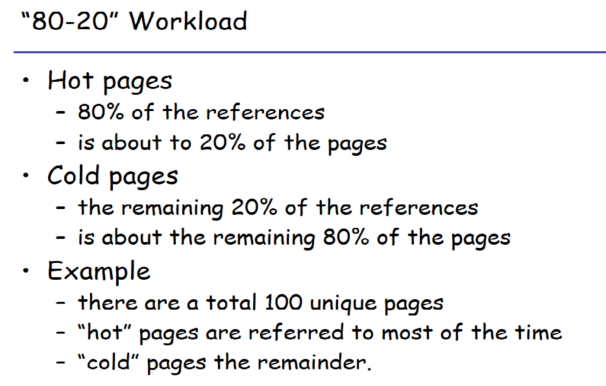 “80-20” Workload
• Hot pages
– 80% of the references
– is about to 20% of the pages
• Cold pages
– the remaining 20% of the references
– is about the remaining 80% of the pages
• Example
– there are a total 100 unique pages
– “hot” pages are referred to most of the time
– “cold” pages the remainder.